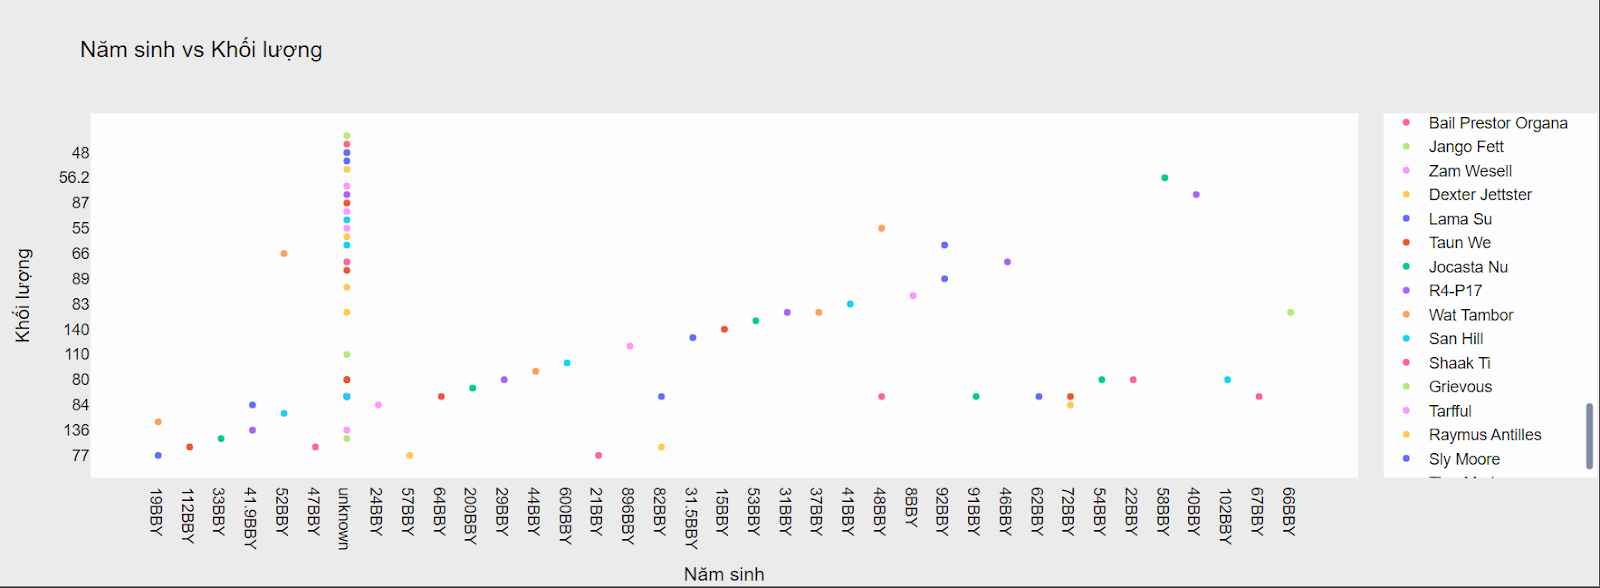 Năm sinh vs Khối lượng
Khối lượng
48
56.2
87
55
66
89
83
140
110
80
84
136
77
19BBY
112BBY
33BBY
41.9BBY
52BBY
47BBY
unknown
24BBY
57BBY
64BBY
200BBY
29BBY
44BBY
600BBY
21BBY
896BBY
82BBY
31.5BBY
15BBY
53BBY
31BBY
37BBY
41BBY
48BBY
8BBY
92BBY
91BBY
46BBY
62BBY
72BBY
54BBY
22BBY
58BBY
40BBY
102BBY
67BBY
66BBY
Năm sinh
Bail Prestor Organa
Jango Fett
Zam Wesell
Dexter Jettster
Lama Su
Taun We
Jocasta Nu
R4-P17
Wat Tambor
San Hill
Shaak Ti
Grievous
Tarfful
Raymus Antilles
Sly Moore